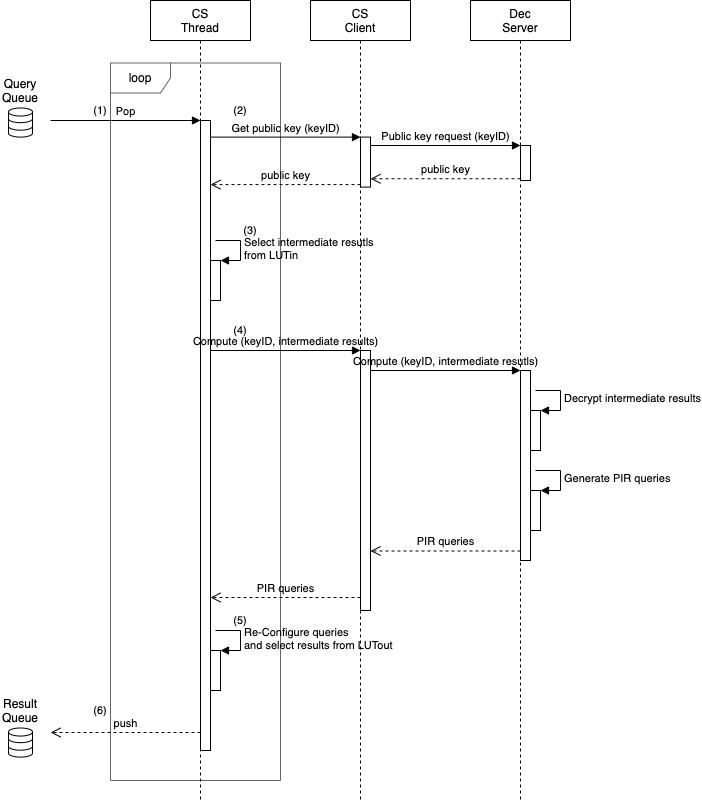 CS
Thread
CS
Client
Dec
Server
loop
Query
Queue
(1) Pop
(2)
Get public key (keyID)
Public key request (keyID)
public key
public key
(3)
Select intermediate resutls
from LUTin
(4)
Compute (keyID, intermediate results)
Compute (keyID, intermediate resutls)
Decrypt intermediate results
Generate PIR queries
PIR queries
PIR queries
(5)
Re-Configure queries
and select results from LUTout
Result
Queue
(6)
push